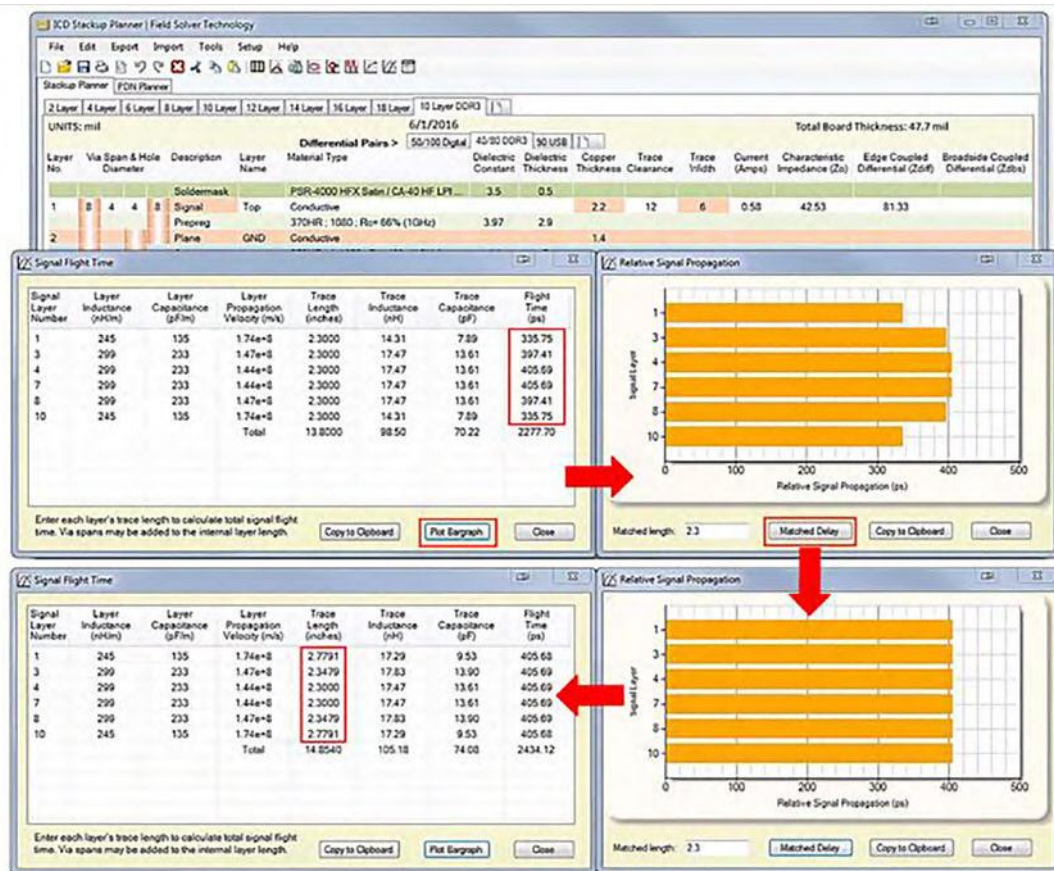 ICD Stackup Planner | Field Solver Technology
File Edit Export Import Tools Setup Help
Stackup Planner PDN Planner
2 Layer 4 Layer 6 Layer 8 Layer 10 Layer 12 Layer 14 Layer 16 Layer 18 Layer 10 Layer DDR3
UNITS: mil 6/1/2016 Total Board Thickness: 47.7 mil
Differential Pairs > 50/100 Digital 40/80 DDR3 90 USB
Layer Via Span & Hole Description Layer Material Type Dielectric Dielectric Copper Trace Trace Current Characteristic Edge Coupled Broadside Coupled
No. Diameter Name Constant Thickness Thickness Clearance Width (Amps) Impedance (Zo) Differential (Zdiff) Differential (Zdbs)
Soldermask PSR-4000 HFX Satin / CA-40 HF LPI ... 3.5 0.5
1 8 4 4 8 Signal Top Conductive 2.2 12 6 0.58 42.53 81.33
Prepreg 370HR ; 1080 ; Rc= 66% (1GHz) 3.97 2.9
2 Plane GND Conductive 1.4
Signal Flight Time
Signal Layer Layer Layer Trace Trace Trace Flight
Layer Inductance Capacitance Propagation Length Inductance Capacitance Time
Number (nH/m) (pF/m) Velocity (m/s) (inches) (nH) (pF) (ps)
1 245 135 1.74e+8 2.3000 14.31 7.89 335.75
3 299 233 1.47e+8 2.3000 17.47 13.61 397.41
4 299 233 1.44e+8 2.3000 17.47 13.61 405.69
7 299 233 1.44e+8 2.3000 17.47 13.61 405.69
8 299 233 1.47e+8 2.3000 17.47 13.61 397.41
10 245 135 1.74e+8 2.3000 14.31 7.89 335.75
Total 13.8000 98.50 70.22 2277.70
Enter each layer's trace length to calculate total signal flight
time. Via spans may be added to the internal layer length.
Copy to Clipboard Plot Bargraph Close
Relative Signal Propagation
Signal Layer
1
3
4
7
8
10
0 100 200 300 400 500
Relative Signal Propagation (ps)
Matched length: 2.3 Matched Delay Copy to Clipboard Close
Signal Flight Time
Signal Layer Layer Layer Trace Trace Trace Flight
Layer Inductance Capacitance Propagation Length Inductance Capacitance Time
Number (nH/m) (pF/m) Velocity (m/s) (inches) (nH) (pF) (ps)
1 245 135 1.74e+8 2.7791 17.29 9.53 405.68
3 299 233 1.47e+8 2.3479 17.83 13.90 405.69
4 299 233 1.44e+8 2.3000 17.47 13.61 405.69
7 299 233 1.44e+8 2.3000 17.47 13.61 405.69
8 299 233 1.47e+8 2.3479 17.83 13.90 405.69
10 245 135 1.74e+8 2.7791 17.29 9.53 405.68
Total 14.8540 105.18 74.08 2434.12
Enter each layer's trace length to calculate total signal flight
time. Via spans may be added to the internal layer length.
Copy to Clipboard Plot Bargraph Close
Relative Signal Propagation
Signal Layer
1
3
4
7
8
10
0 100 200 300 400 500
Relative Signal Propagation (ps)
Matched length: 2.3 Matched Delay Copy to Clipboard Close